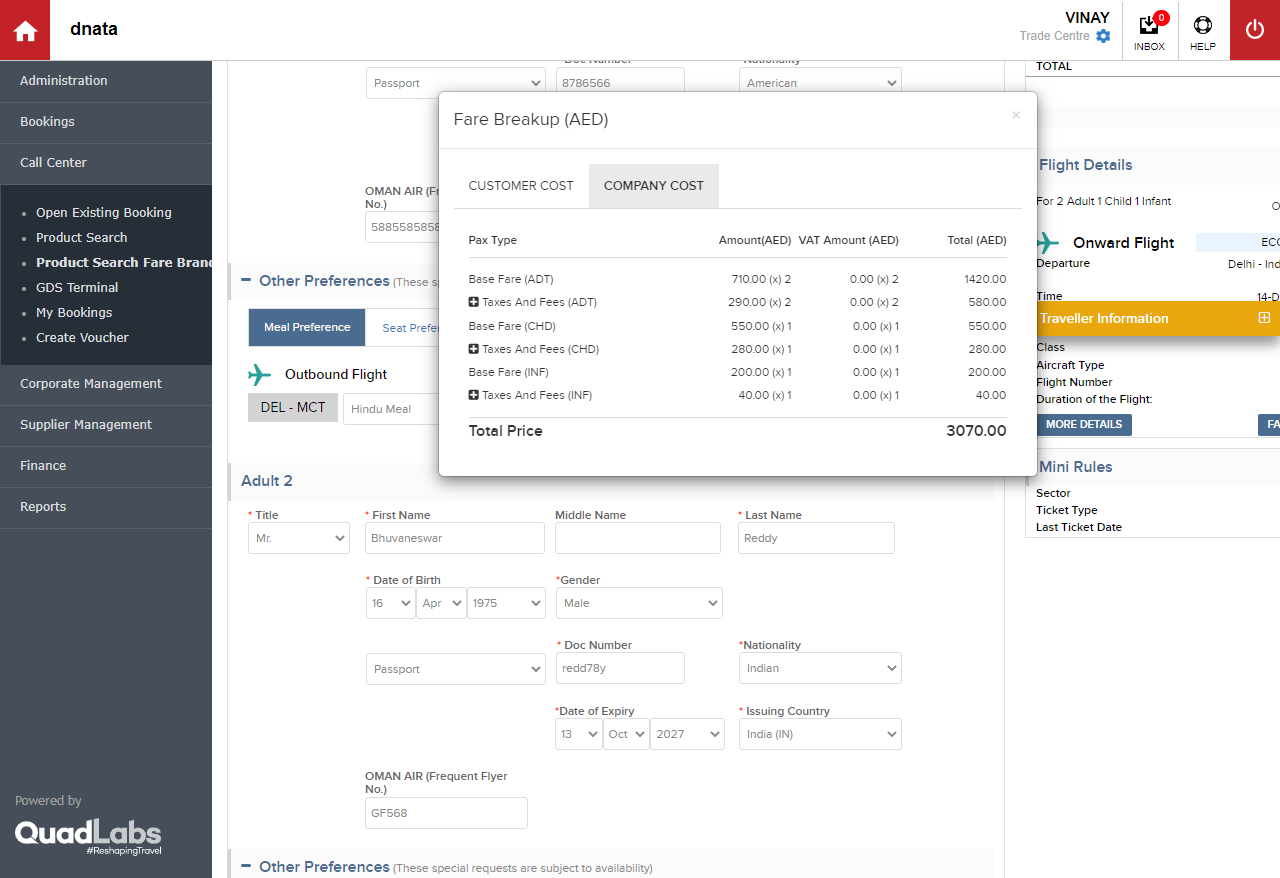 dnata
VINAY
Trade Centre
0
INBOX
HELP
Administration
Bookings
Call Center
Open Existing Booking
Product Search
Product Search Fare Brand
GDS Terminal
My Bookings
Create Voucher
Corporate Management
Supplier Management
Finance
Reports
Powered by
QuadLabs
#ReshapingTravel
Doc Number
Nationality
Passport
8786566
American
OMAN AIR (Fr
No.)
5885585858
Other Preferences (These sp
Meal Preference
Seat Prefer
Outbound Flight
DEL - MCT
Hindu Meal
Fare Breakup (AED)
×
CUSTOMER COST
COMPANY COST
Pax Type Amount(AED) VAT Amount (AED) Total (AED)
Base Fare (ADT) 710.00 (x) 2 0.00 (x) 2 1420.00
Taxes And Fees (ADT) 290.00 (x) 2 0.00 (x) 2 580.00
Base Fare (CHD) 550.00 (x) 1 0.00 (x) 1 550.00
Taxes And Fees (CHD) 280.00 (x) 1 0.00 (x) 1 280.00
Base Fare (INF) 200.00 (x) 1 0.00 (x) 1 200.00
Taxes And Fees (INF) 40.00 (x) 1 0.00 (x) 1 40.00
Total Price 3070.00
Adult 2
* Title * First Name Middle Name * Last Name
Mr. Bhuvaneswar Reddy
* Date of Birth *Gender
16 Apr 1975 Male
* Doc Number *Nationality
Passport redd78y Indian
*Date of Expiry * Issuing Country
13 Oct 2027 India (IN)
OMAN AIR (Frequent Flyer
No.)
GF568
Other Preferences (These special requests are subject to availability)
TOTAL
Flight Details
For 2 Adult 1 Child 1 Infant
O
Onward Flight ECO
Departure Delhi - Ind
Time 14-D
Traveller Information
Class
Aircraft Type
Flight Number
Duration of the Flight:
MORE DETAILS FA
Mini Rules
Sector
Ticket Type
Last Ticket Date